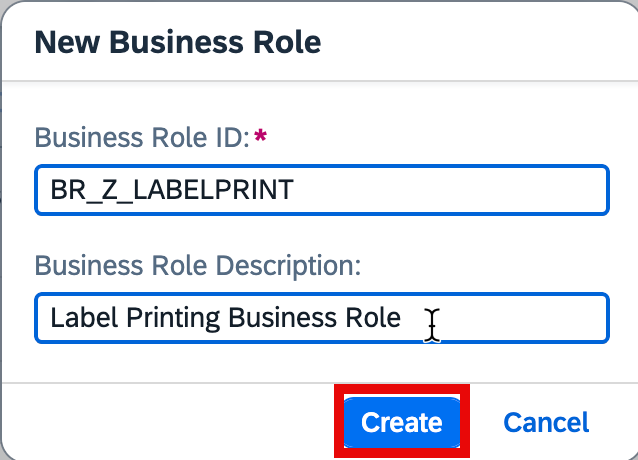 New Business Role
Business Role ID:*
BR_Z_LABELPRINT
Business Role Description:
Label Printing Business Role
Create Cancel